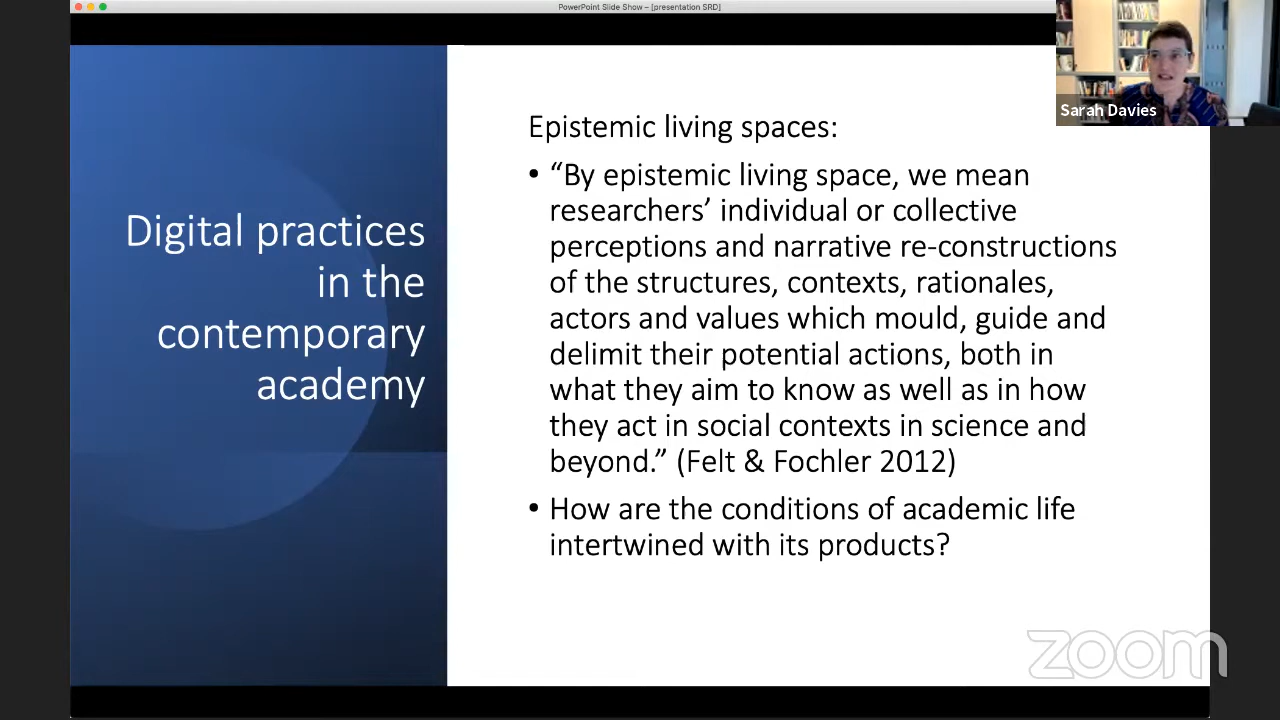 PowerPoint Slide Show – [presentation SRD]
Sarah Davies
Digital practices
in the
contemporary
academy
Epistemic living spaces:
• “By epistemic living space, we mean
researchers’ individual or collective
perceptions and narrative re-constructions
of the structures, contexts, rationales,
actors and values which mould, guide and
delimit their potential actions, both in
what they aim to know as well as in how
they act in social contexts in science and
beyond.” (Felt & Fochler 2012)
• How are the conditions of academic life
intertwined with its products?
zoom